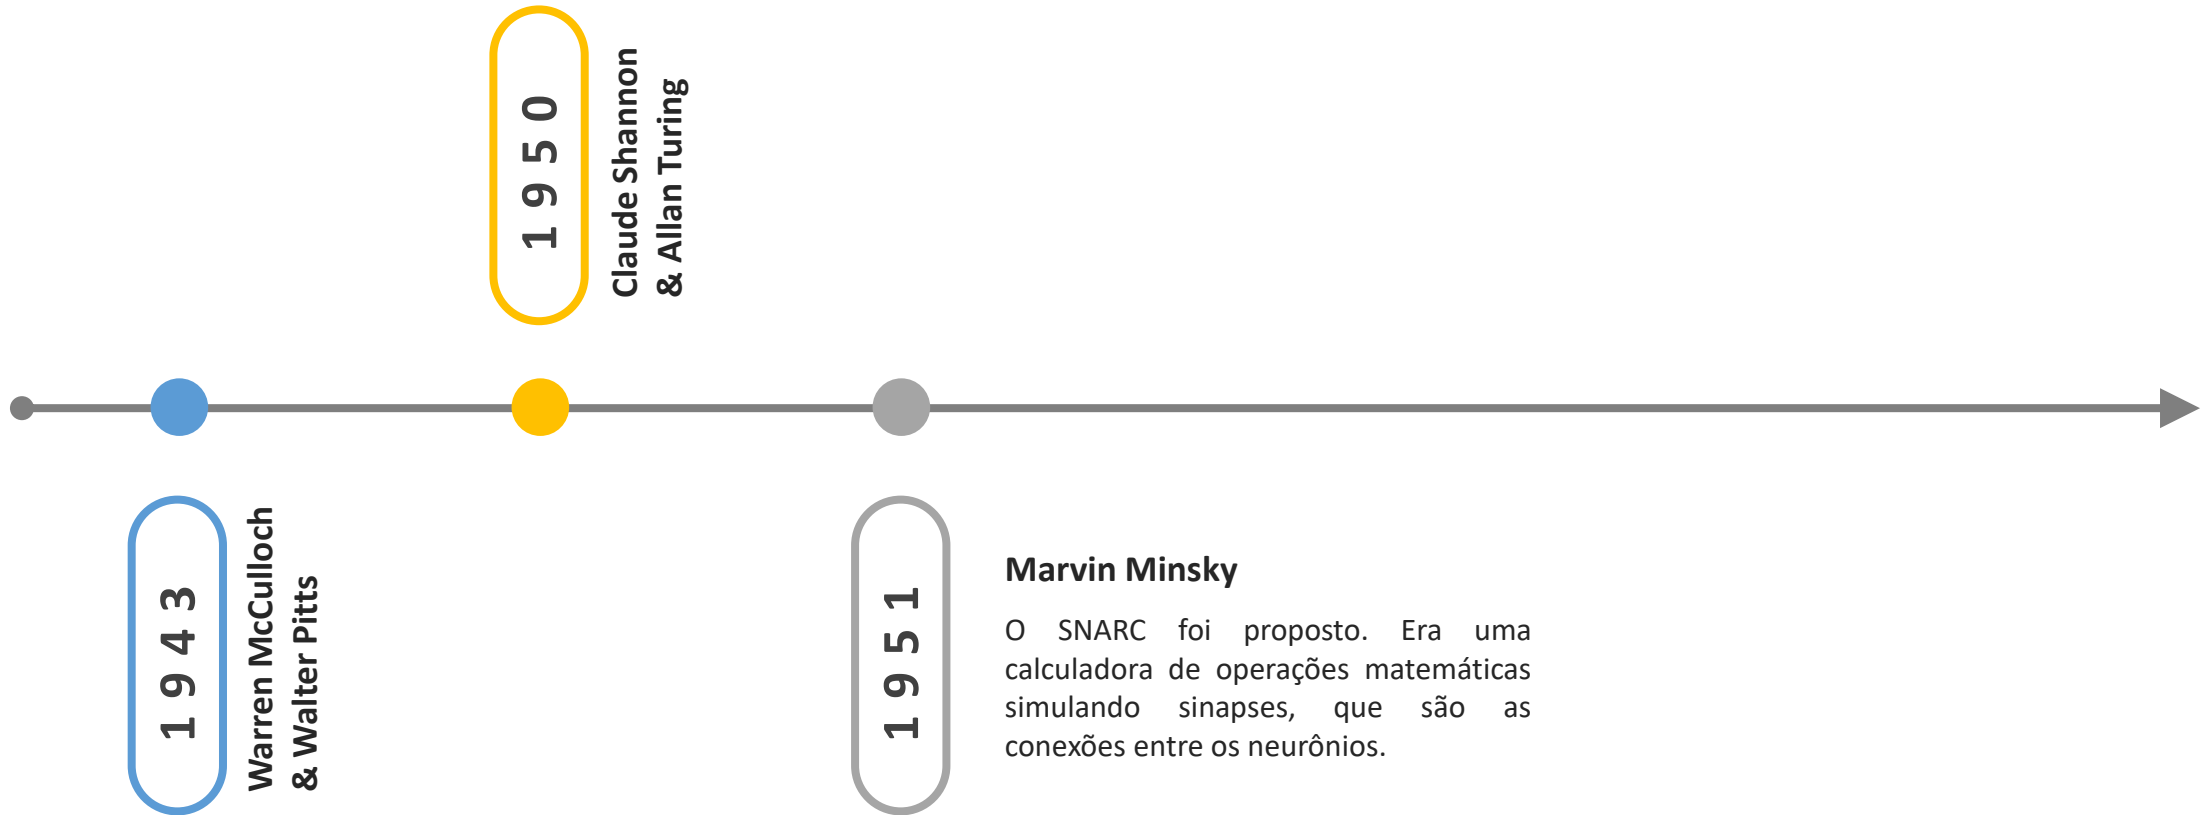 1943
Warren McCulloch
& Walter Pitts
1950
Claude Shannon
& Allan Turing
1951
Marvin Minsky
O SNARC foi proposto. Era uma
calculadora de operações matemáticas
simulando sinapses, que são as
conexões entre os neurônios.